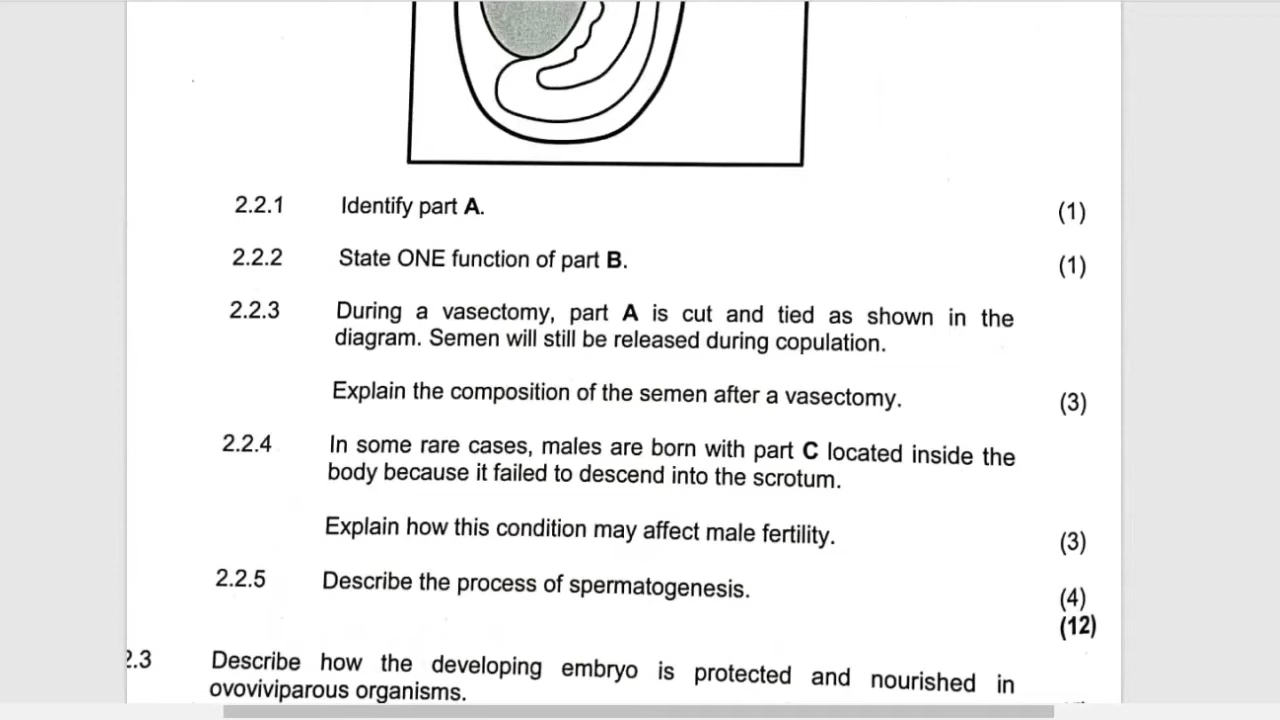 2.2.1 Identify part A. (1)
2.2.2 State ONE function of part B. (1)
2.2.3 During a vasectomy, part A is cut and tied as shown in the
diagram. Semen will still be released during copulation.
Explain the composition of the semen after a vasectomy. (3)
2.2.4 In some rare cases, males are born with part C located inside the
body because it failed to descend into the scrotum.
Explain how this condition may affect male fertility. (3)
2.2.5 Describe the process of spermatogenesis. (4)
(12)
2.3 Describe how the developing embryo is protected and nourished in
ovoviviparous organisms.